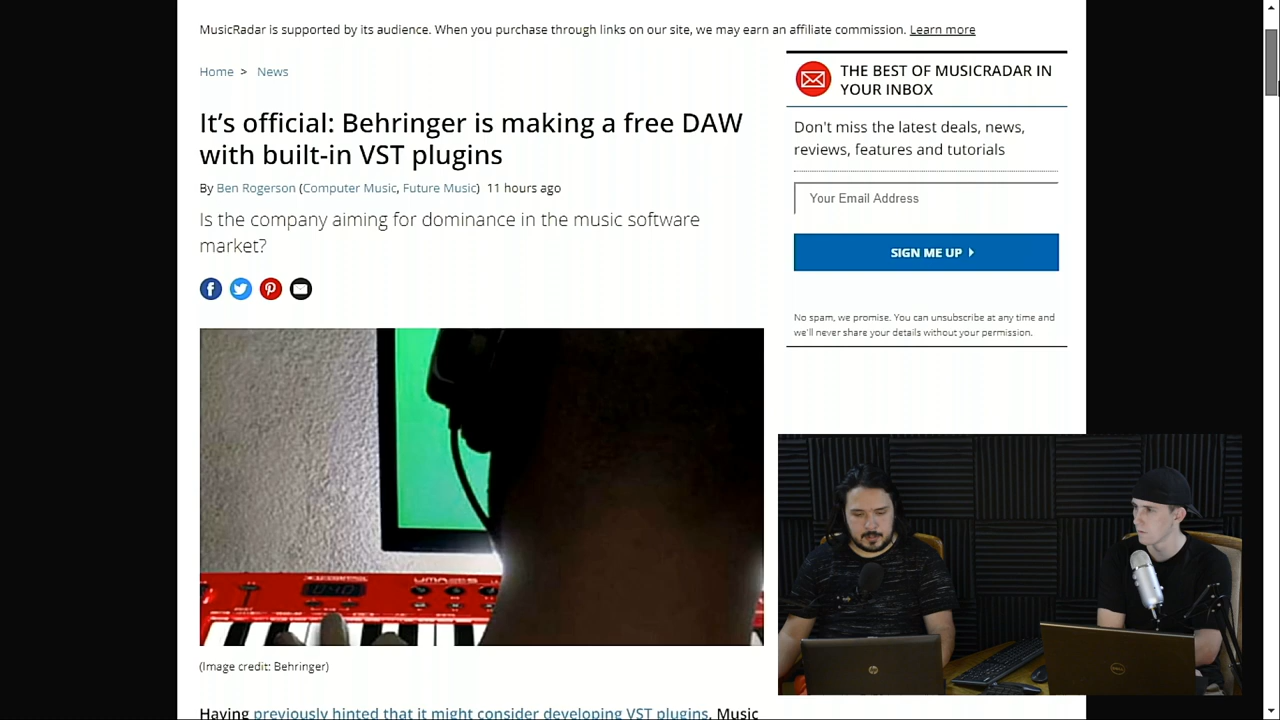 MusicRadar is supported by its audience. When you purchase through links on our site, we may earn an affiliate commission. Learn more
Home > News
It’s official: Behringer is making a free DAW
with built-in VST plugins
By Ben Rogerson (Computer Music, Future Music) 11 hours ago
Is the company aiming for dominance in the music software
market?
(Image credit: Behringer)
Having previously hinted that it might consider developing VST plugins, Music
THE BEST OF MUSICRADAR IN
YOUR INBOX
Don't miss the latest deals, news,
reviews, features and tutorials
Your Email Address
SIGN ME UP
No spam, we promise. You can unsubscribe at any time and
we'll never share your details without your permission.